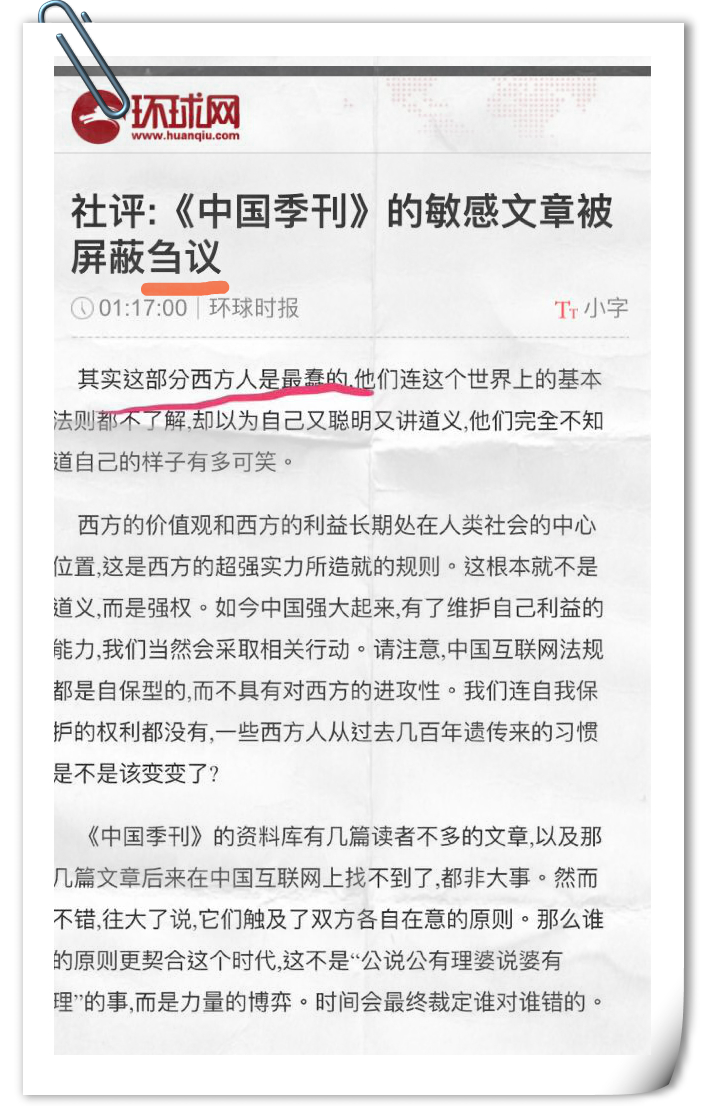 环球网
www.huanqiu.com
社评:《中国季刊》的敏感文章被
屏蔽刍议
01:17:00 | 环球时报
TT 小字
其实这部分西方人是最蠢的,他们连这个世界上的基本
法则都不了解,却以为自己又聪明又讲道义,他们完全不知
道自己的样子有多可笑。
西方的价值观和西方的利益长期处在人类社会的中心
位置,这是西方的超强实力所造就的规则。这根本就不是
道义,而是强权。如今中国强大起来,有了维护自己利益的
能力,我们当然会采取相关行动。请注意,中国互联网法规
都是自保型的,而不具有对西方的进攻性。我们连自我保
护的权利都没有,一些西方人从过去几百年遗传来的习惯
是不是该变变了?
《中国季刊》的资料库有几篇读者不多的文章,以及那
几篇文章后来在中国互联网上找不到了,都非大事。然而
不错,往大了说,它们触及了双方各自在意的原则。那么谁
的原则更契合这个时代,这不是“公说公有理婆说婆有
理”的事,而是力量的博弈。时间会最终裁定谁对谁错的。